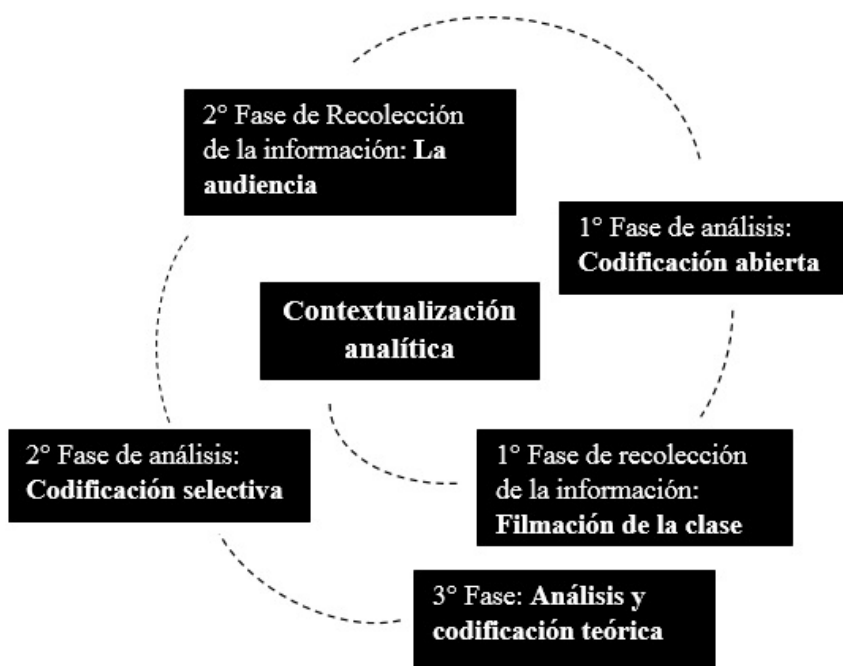 2° Fase de Recolección
de la información: La
audiencia
1° Fase de análisis:
Codificación abierta
Contextualización
analítica
2° Fase de análisis:
Codificación selectiva
1° Fase de recolección
de la información:
Filmación de la clase
3° Fase: Análisis y
codificación teórica